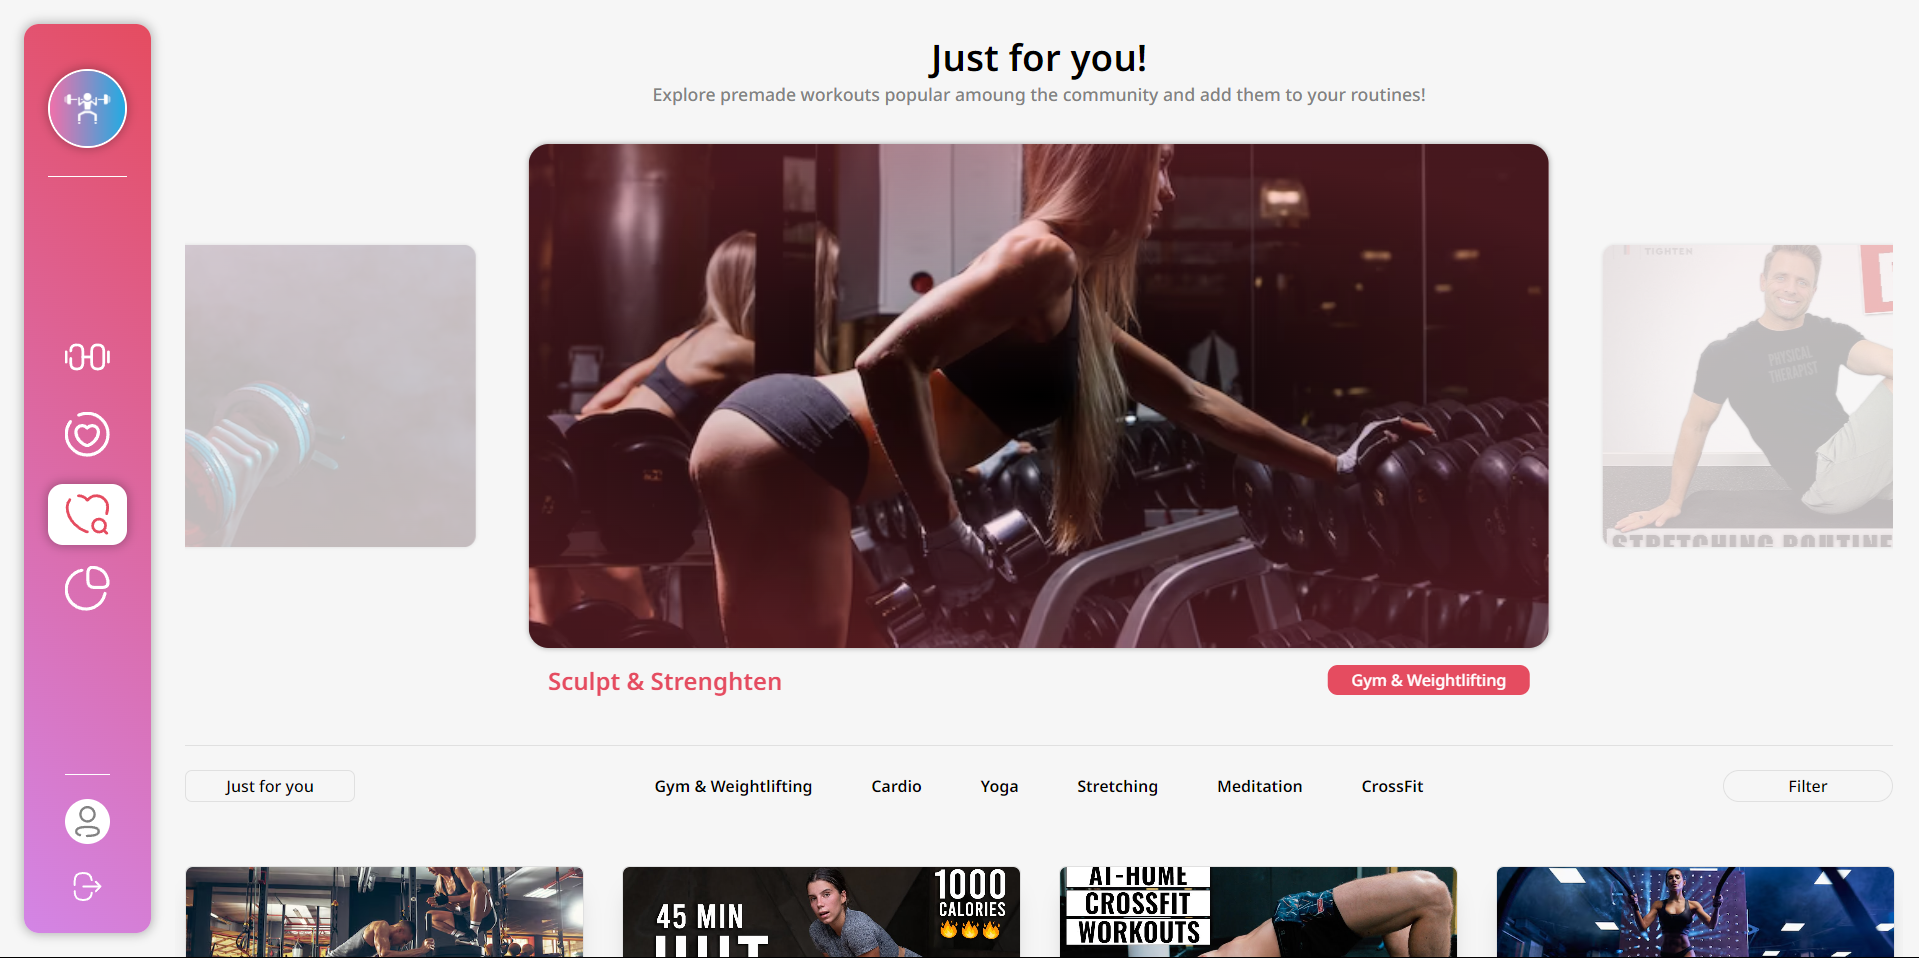 Just for you!
Explore premade workouts popular amoung the community and add them to your routines!
TIGHTEN
PHYSICAL
THERAPIST
STRETCHING ROUTINE
Sculpt & Strenghten
Gym & Weightlifting
Just for you
Gym & Weightlifting
Cardio
Yoga
Stretching
Meditation
CrossFit
Filter
45 MIN
1000
CALORIES
🔥🔥🔥
AT-HOME
CROSSFIT
WORKOUTS